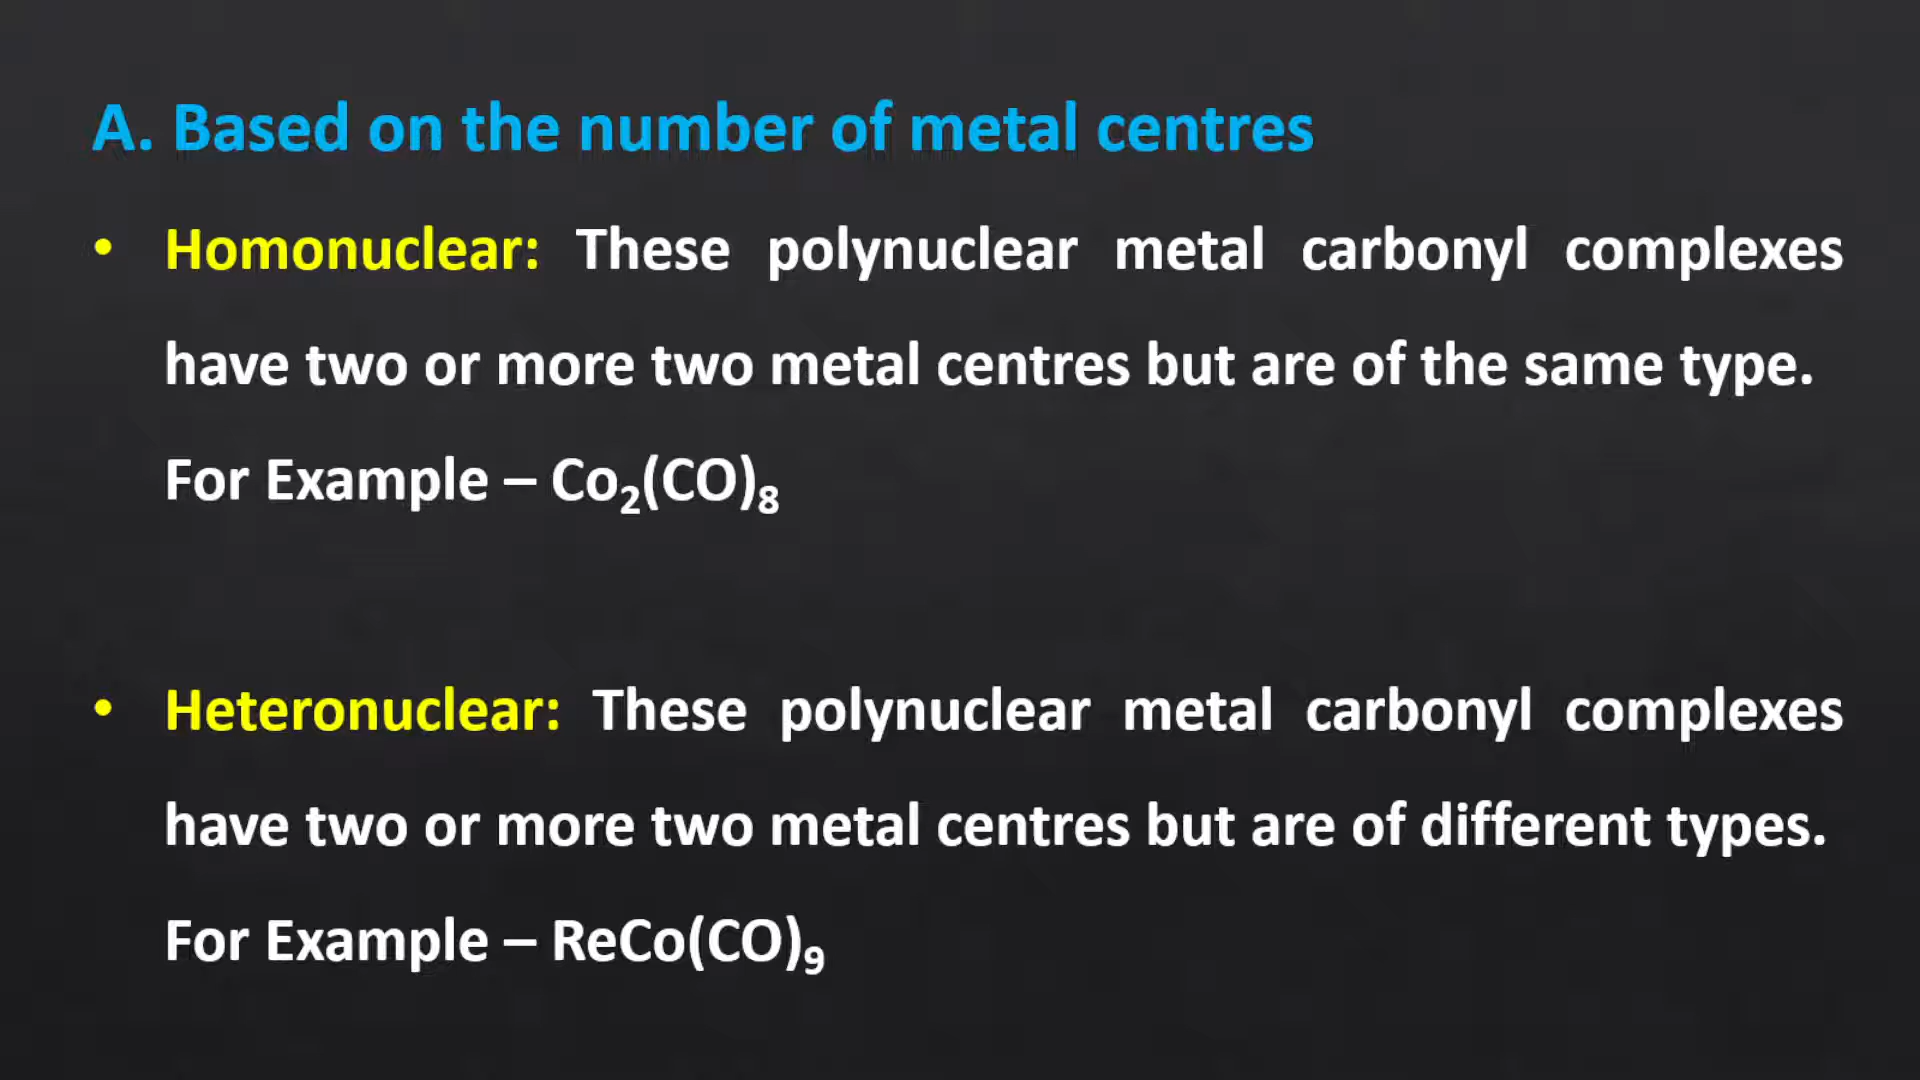 A. Based on the number of metal centres
• Homonuclear: These polynuclear metal carbonyl complexes
have two or more two metal centres but are of the same type.
For Example – Co₂(CO)₈
• Heteronuclear: These polynuclear metal carbonyl complexes
have two or more two metal centres but are of different types.
For Example – ReCo(CO)₉